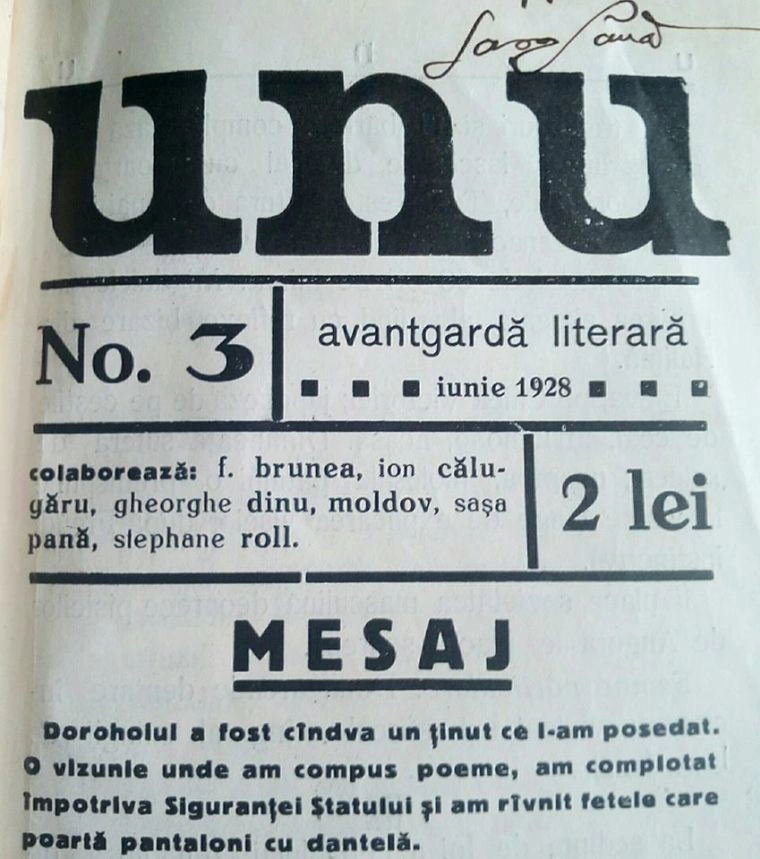 Sașa Pană
unu
No. 3
avantgardă literară
iunie 1928
colaborează: f. brunea, ion călu-
găru, gheorghe dinu, moldov, sașa
pană, stephane roll.
2 lei
MESAJ
Dorohoiul a fost cîndva un ținut ce l-am posedat.
O vizunie unde am compus poeme, am complotat
împotriva Siguranței Statului și am rîvnit fetele care
poartă pantaloni cu dantelă.